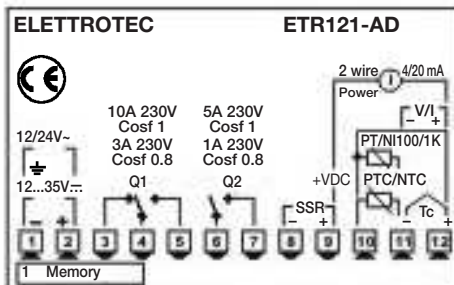 ELETTROTEC ETR121-AD
CE
2 wire 4/20 mA
Power I
10A 230V 5A 230V
Cosf 1 Cosf 1
3A 230V 1A 230V
Cosf 0.8 Cosf 0.8
V/I
- +
12/24V~
PT/NI100/1K
12...35V⎓
Q1 Q2
+VDC
PTC/NTC
- +
SSR
- +
Tc
- +
1 2 3 4 5 6 7 8 9 10 11 12
1 Memory